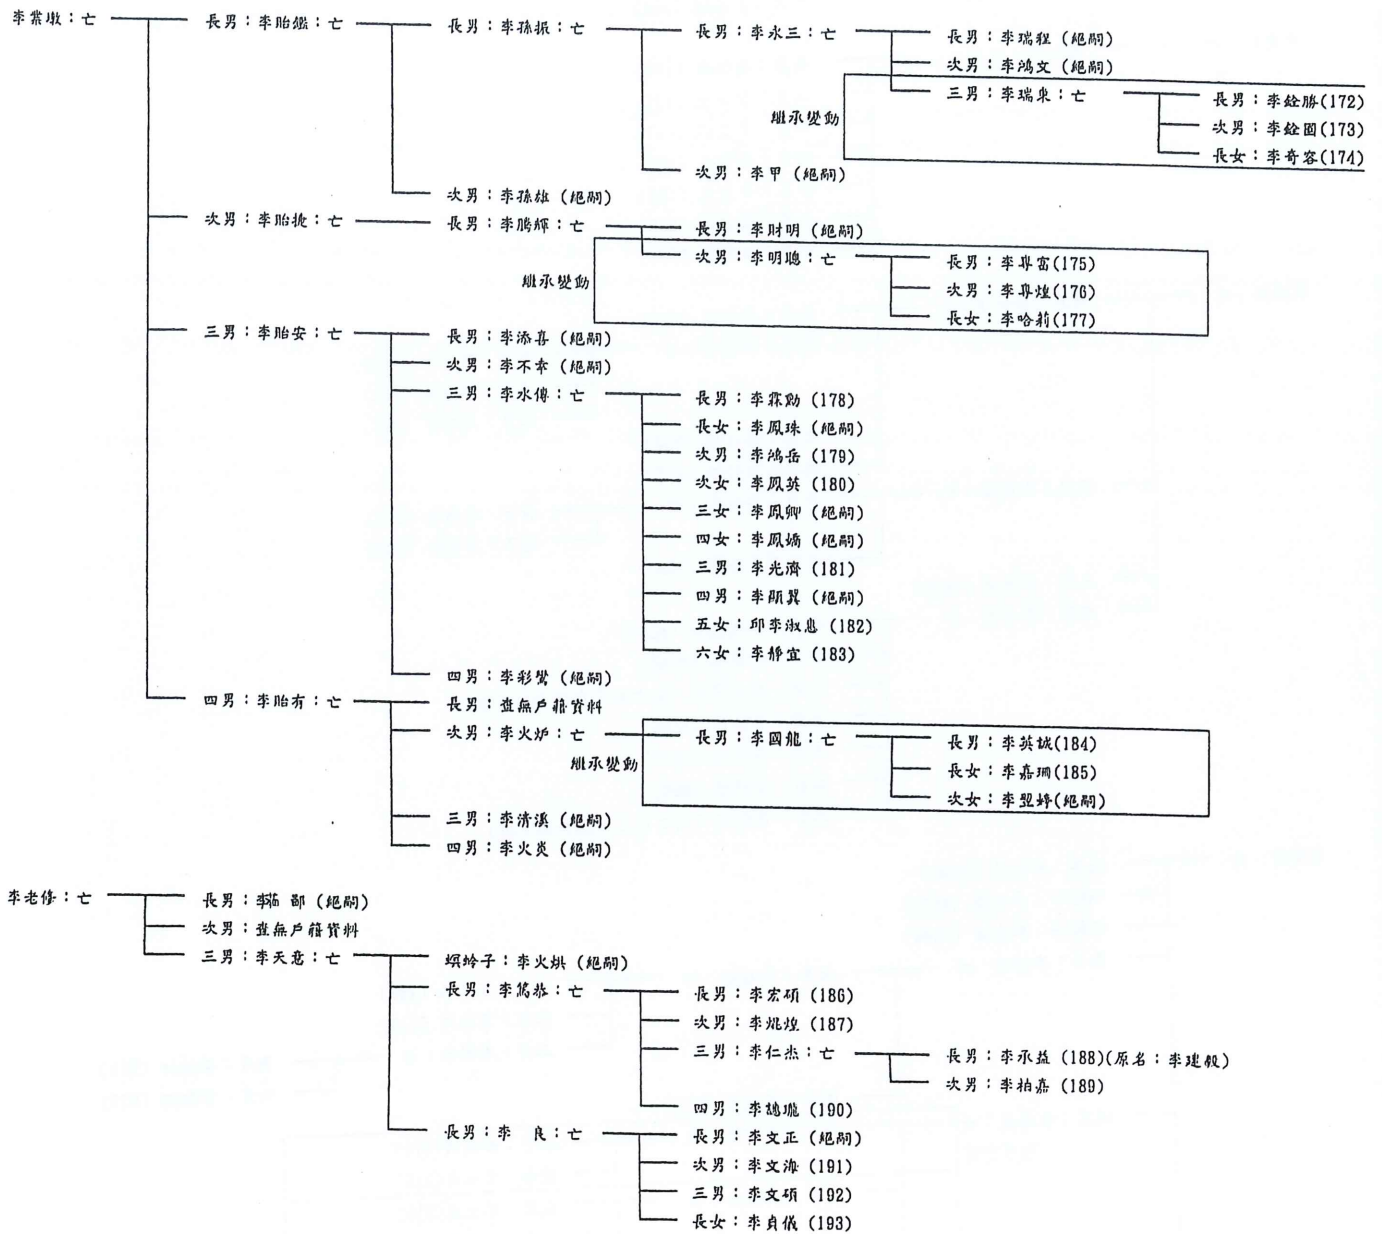 李業墩：亡
長男：李貽鑑：亡
長男：李孫振：亡
長男：李永三：亡
長男：李瑞程 (絕嗣)
次男：李鴻文 (絕嗣)
繼承變動
三男：李瑞東：亡
長男：李銓勝(172)
次男：李銓國(173)
長女：李奇容(174)
次男：李甲 (絕嗣)
次男：李孫雄 (絕嗣)
次男：李貽捷：亡
長男：李騰輝：亡
長男：李財明 (絕嗣)
繼承變動
次男：李明聰：亡
長男：李昇富(175)
次男：李昇煌(176)
長女：李哈莉(177)
三男：李貽安：亡
長男：李添喜 (絕嗣)
次男：李不幸 (絕嗣)
三男：李水傳：亡
長男：李霖勛 (178)
長女：李鳳珠 (絕嗣)
次男：李鴻岳 (179)
次女：李鳳英 (180)
三女：李鳳卿 (絕嗣)
四女：李鳳嬌 (絕嗣)
三男：李光濟 (181)
四男：李顯異 (絕嗣)
五女：邱李淑惠 (182)
六女：李靜宜 (183)
四男：李彩鸞 (絕嗣)
四男：李貽有：亡
長男：查無戶籍資料
次男：李火炉：亡
繼承變動
長男：李國龍：亡
長男：李英誠(184)
長女：李嘉珊(185)
次女：李翌婷(絕嗣)
三男：李清溪 (絕嗣)
四男：李火炎 (絕嗣)
李老修：亡
長男：李 (絕嗣)
次男：查無戶籍資料
三男：李天意：亡
螟蛉子：李火烘 (絕嗣)
長男：李篤恭：亡
長男：李宏碩 (186)
次男：李烑煌 (187)
三男：李仁杰：亡
長男：李承益 (188)(原名：李建毅)
次男：李柏嘉 (189)
四男：李 (190)
長男：李 良：亡
長男：李文正 (絕嗣)
次男：李文海 (191)
三男：李文碩 (192)
長女：李貞儀 (193)